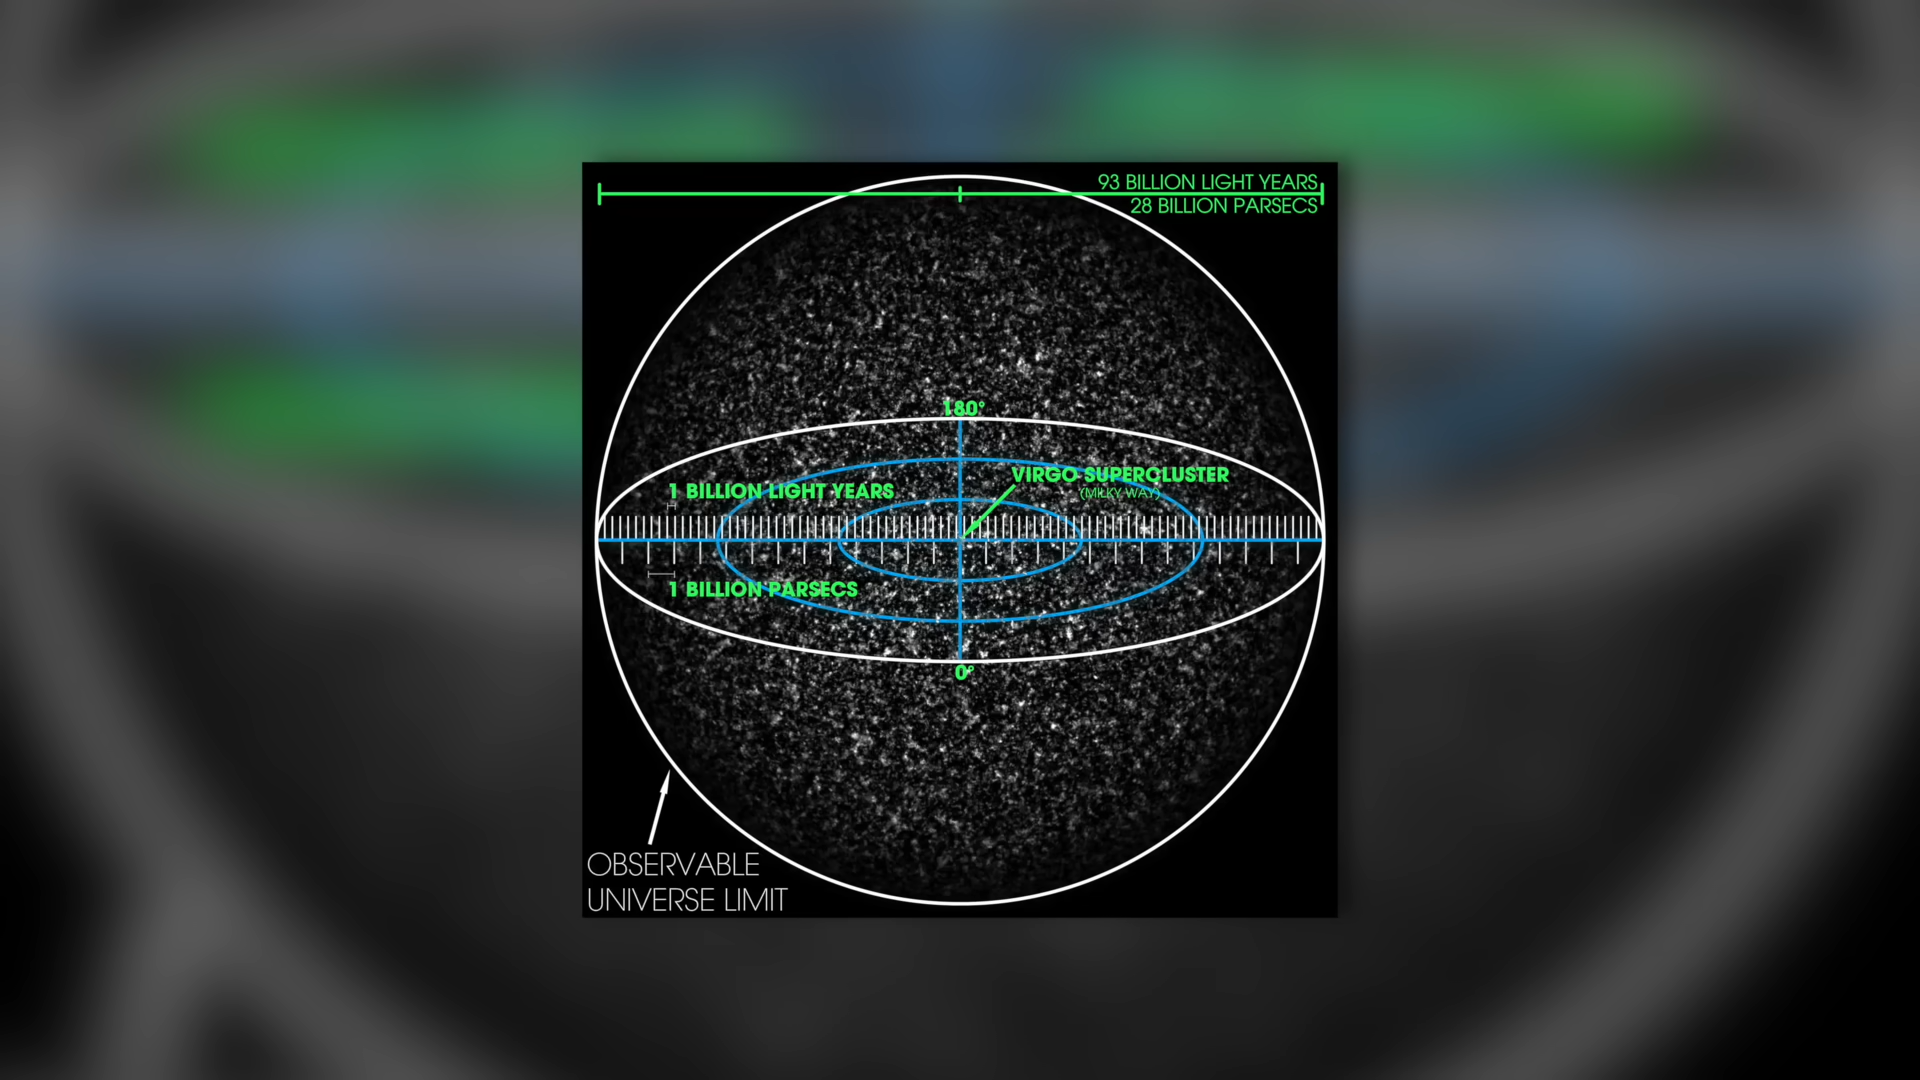 93 BILLION LIGHT YEARS
28 BILLION PARSECS
180°
VIRGO SUPERCLUSTER
(MILKY WAY)
1 BILLION LIGHT YEARS
1 BILLION PARSECS
0°
OBSERVABLE
UNIVERSE LIMIT